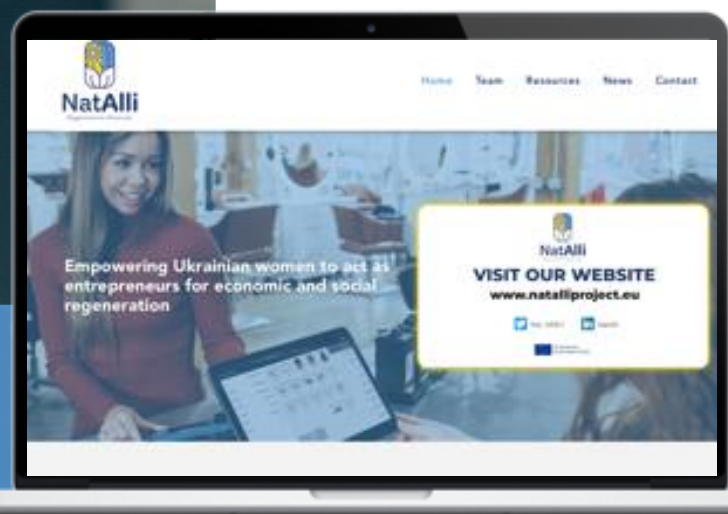 NatAlli
Home Team Resources News Contact
Empowering Ukrainian women to act as
entrepreneurs for economic and social
regeneration
NatAlli
VISIT OUR WEBSITE
www.natalliproject.eu